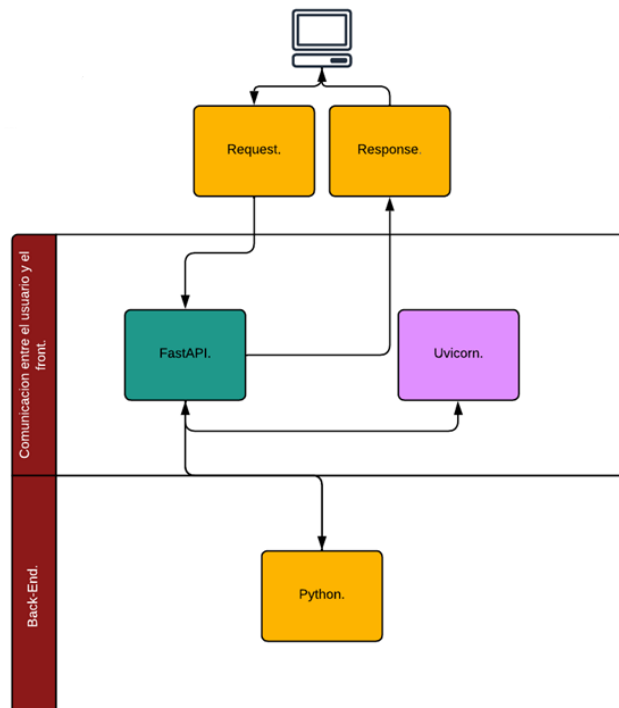 Request.
Response.
Comunicacion entre el usuario y el
front.
FastAPI.
Uvicorn.
Back-End.
Python.